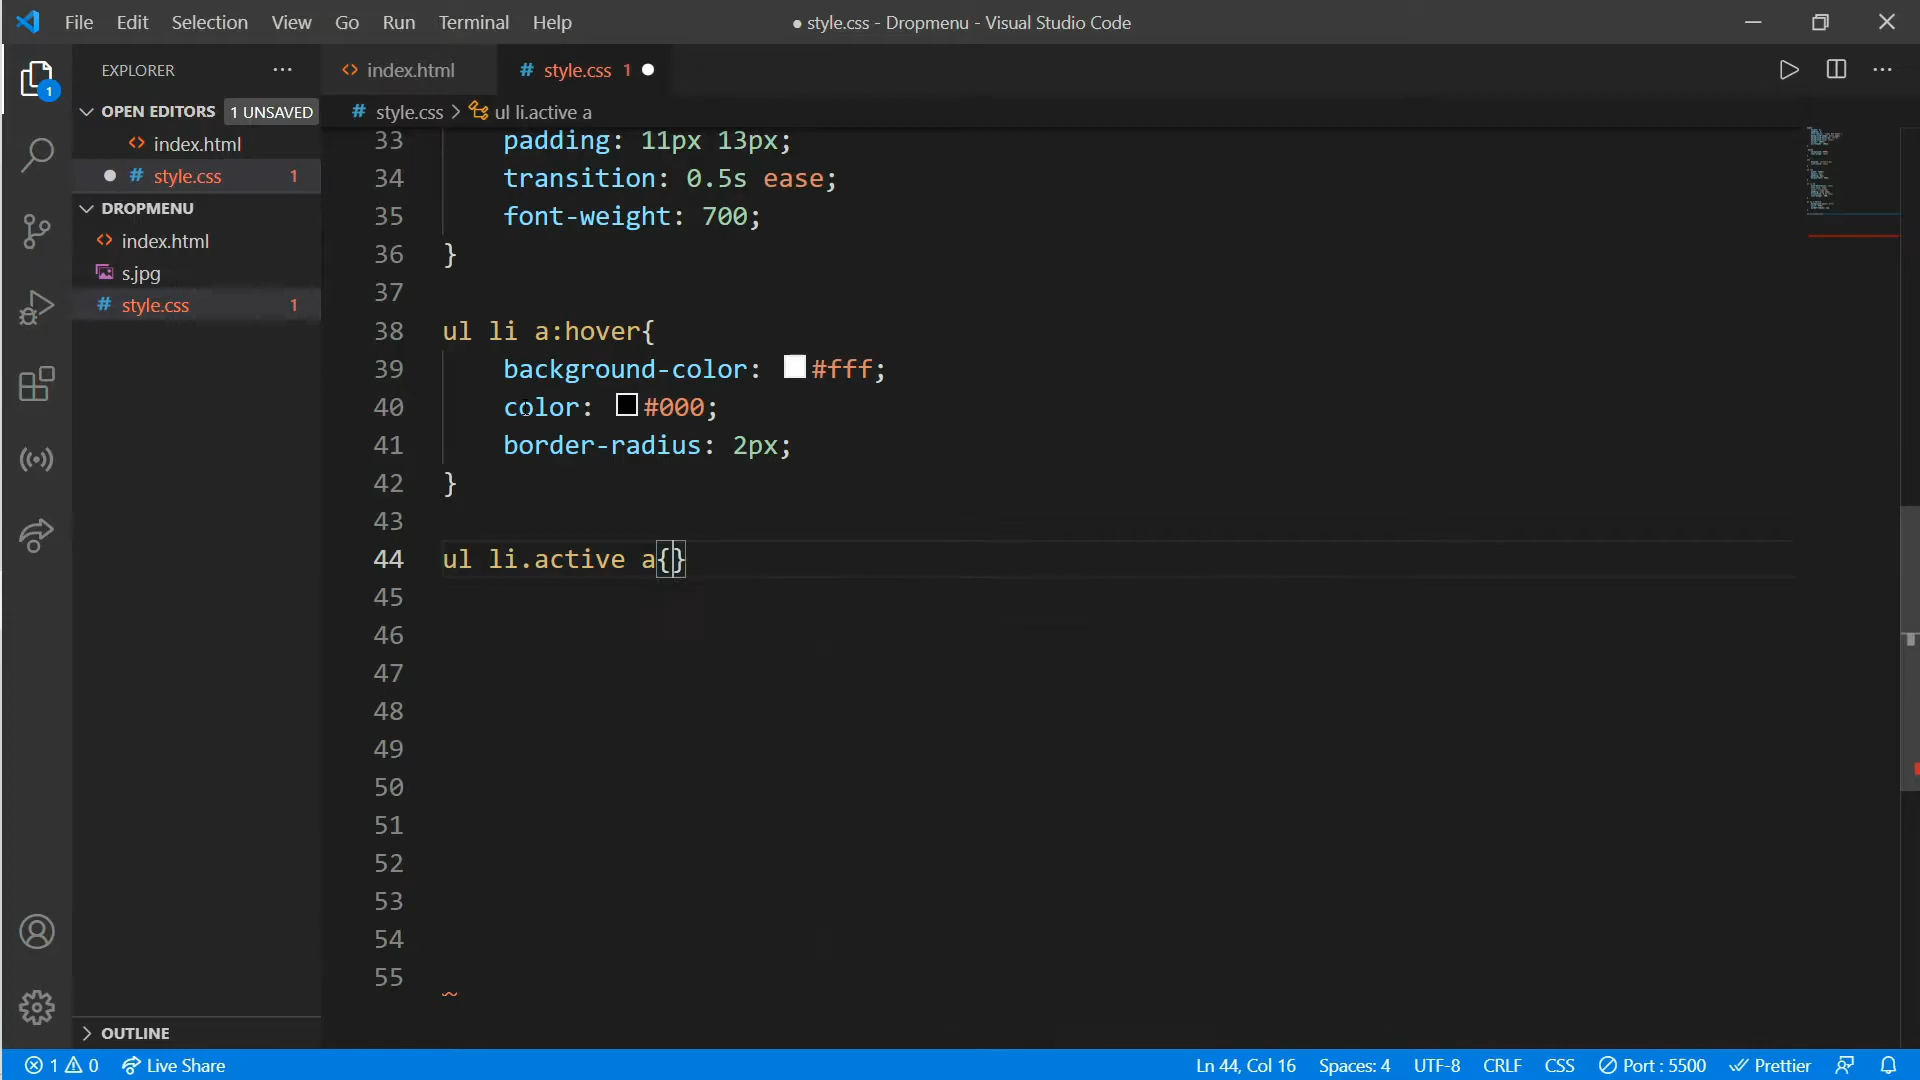 File Edit Selection View Go Run Terminal Help
● style.css - Dropmenu - Visual Studio Code
EXPLORER
OPEN EDITORS 1 UNSAVED
index.html
style.css 1
DROPMENU
index.html
s.jpg
style.css 1
OUTLINE
index.html
# style.css 1
# style.css > ul li.active a
33 padding: 11px 13px;
34 transition: 0.5s ease;
35 font-weight: 700;
36 }
37
38 ul li a:hover{
39 background-color: #fff;
40 color: #000;
41 border-radius: 2px;
42 }
43
44 ul li.active a{}
45
46
47
48
49
50
51
52
53
54
55
1 0 Live Share
Ln 44, Col 16 Spaces: 4 UTF-8 CRLF CSS Port : 5500 Prettier